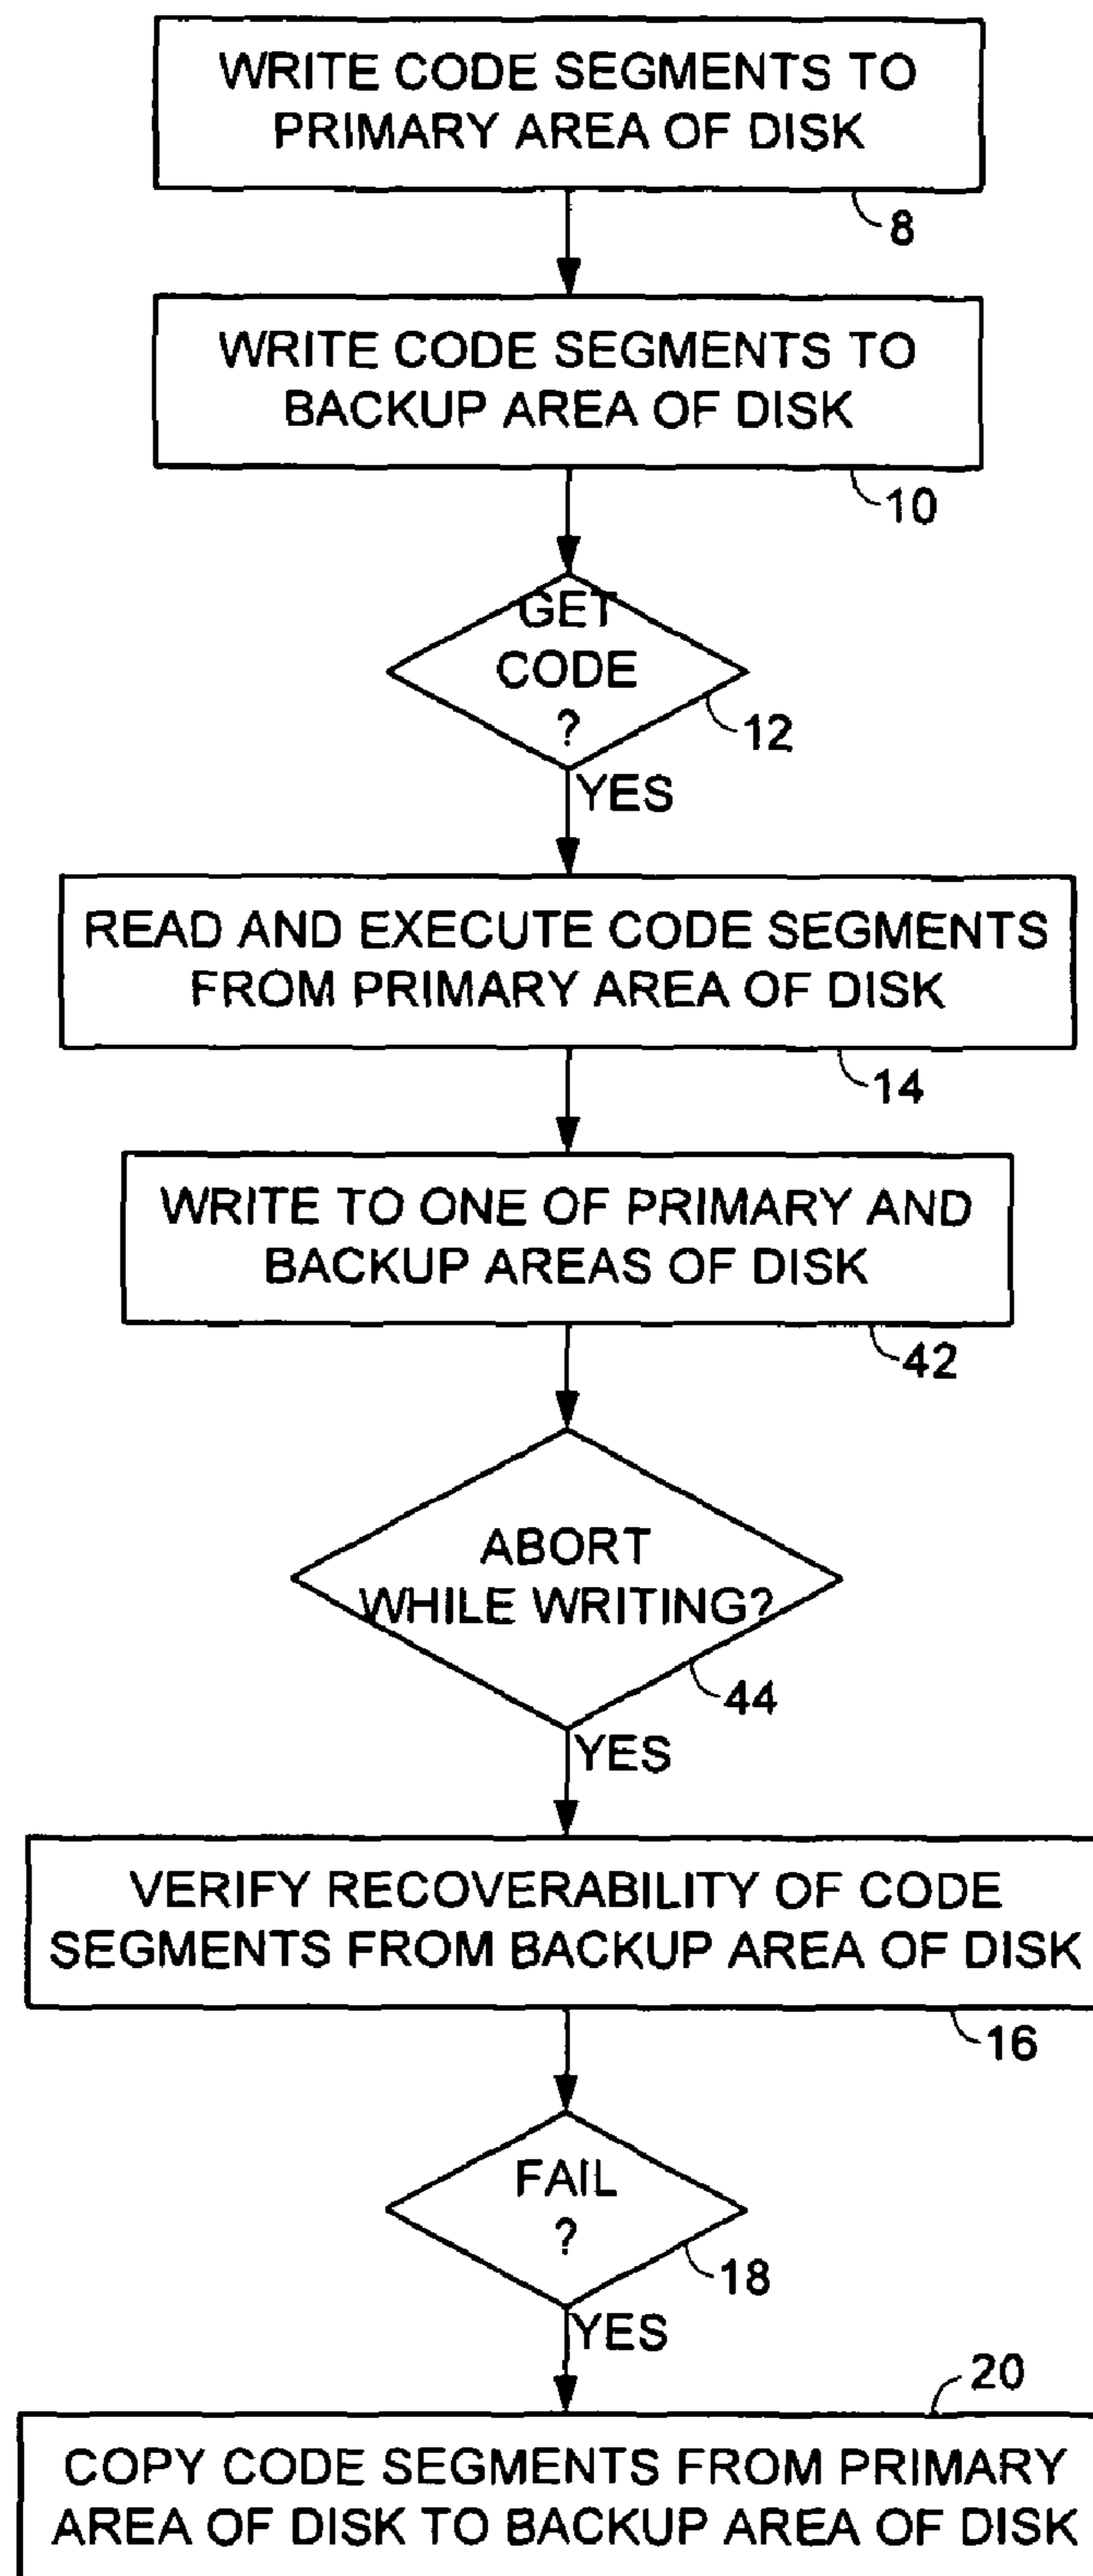 WRITE CODE SEGMENTS TO
PRIMARY AREA OF DISK
8
WRITE CODE SEGMENTS TO
BACKUP AREA OF DISK
10
GET
CODE
?
12
YES
READ AND EXECUTE CODE SEGMENTS
FROM PRIMARY AREA OF DISK
14
WRITE TO ONE OF PRIMARY AND
BACKUP AREAS OF DISK
42
ABORT
WHILE WRITING?
44
YES
VERIFY RECOVERABILITY OF CODE
SEGMENTS FROM BACKUP AREA OF DISK
16
FAIL
?
18
YES
20
COPY CODE SEGMENTS FROM PRIMARY
AREA OF DISK TO BACKUP AREA OF DISK